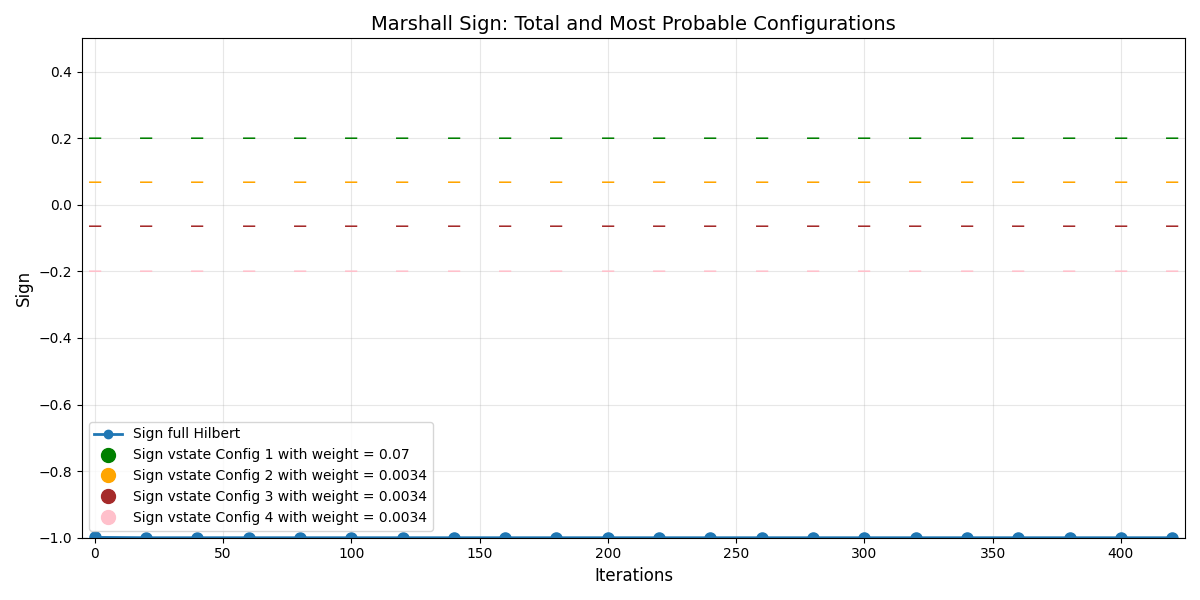 Marshall Sign: Total and Most Probable Configurations
Sign
0.4
0.2
0.0
−0.2
−0.4
−0.6
−0.8
−1.0
Sign full Hilbert
Sign vstate Config 1 with weight = 0.07
Sign vstate Config 2 with weight = 0.0034
Sign vstate Config 3 with weight = 0.0034
Sign vstate Config 4 with weight = 0.0034
0 50 100 150 200 250 300 350 400
Iterations